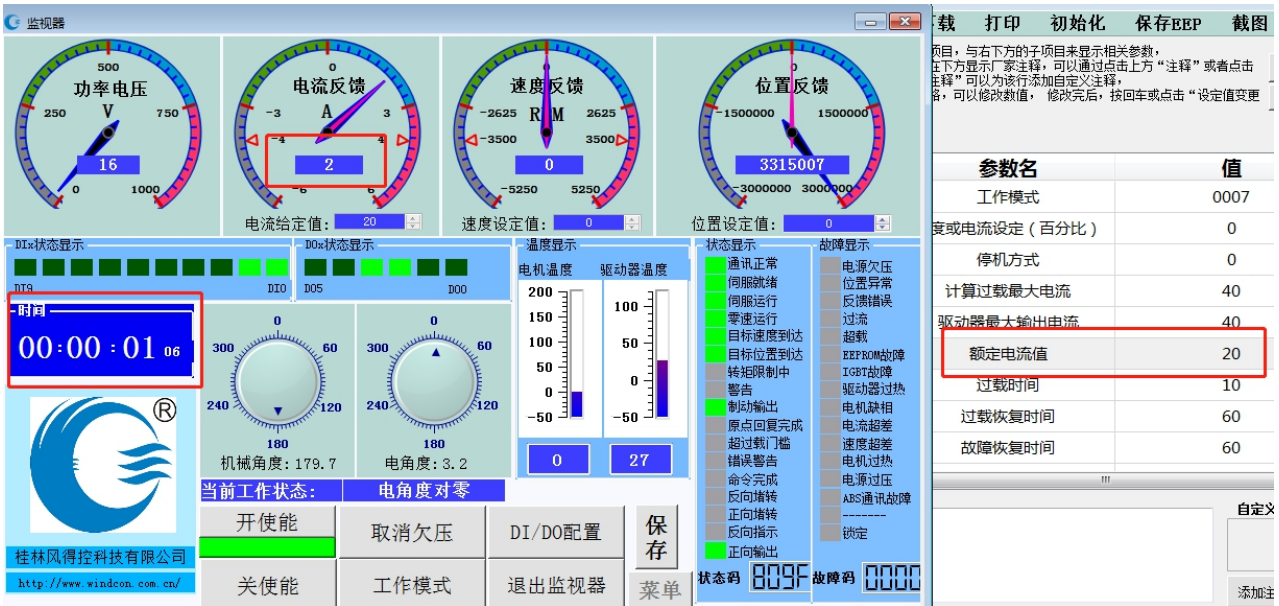 监视器
500
功率电压
V
250
750
16
0
1000
0
电流反馈
A
-3
3
-4
4
2
-6
6
电流给定值:
20
0
速度反馈
RPM
-2625
2625
-3500
3500
0
-5250
5250
速度设定值:
0
0
位置反馈
-1500000
1500000
3315007
-3000000
3000000
位置设定值:
0
DIx状态显示
DI9
DI0
DOx状态显示
DO5
DO0
时间
00:00:01 06
0
300
60
240
120
180
机械角度:179.7
0
300
60
240
120
180
电角度:3.2
温度显示
电机温度
驱动器温度
200
150
100
50
0
-50
100
50
0
-50
0
27
状态显示
通讯正常
伺服就绪
伺服运行
零速运行
目标速度到达
目标位置到达
转矩限制中
警告
制动输出
原点回复完成
超过载门槛
错误警告
命令完成
反向堵转
正向堵转
反向指示
正向输出
故障显示
电源欠压
位置异常
反馈错误
过流
超载
EEPROM故障
IGBT故障
驱动器过热
电机缺相
电流超差
速度超差
电机过热
电源过压
ABS通讯故障
-------
锁定
状态码
809F
故障码
0000
当前工作状态:
电角度对零
开使能
取消欠压
DI/DO配置
保存
关使能
工作模式
退出监视器
菜单
®
桂林风得控科技有限公司
http://www.windcon.com.cn/
载
打印
初始化
保存EEP
截图
项目，与右下方的子项目来显示相关参数，
在下方显示厂家注释，可以通过点击上方“注释”或者点击
注释”可以为该行添加自定义注释，
格，可以修改数值， 修改完后，按回车或点击“设定值变更
参数名
值
工作模式
0007
度或电流设定（百分比）
0
停机方式
0
计算过载最大电流
40
驱动器最大输出电流
40
额定电流值
20
过载时间
10
过载恢复时间
60
故障恢复时间
60
自定义
添加注